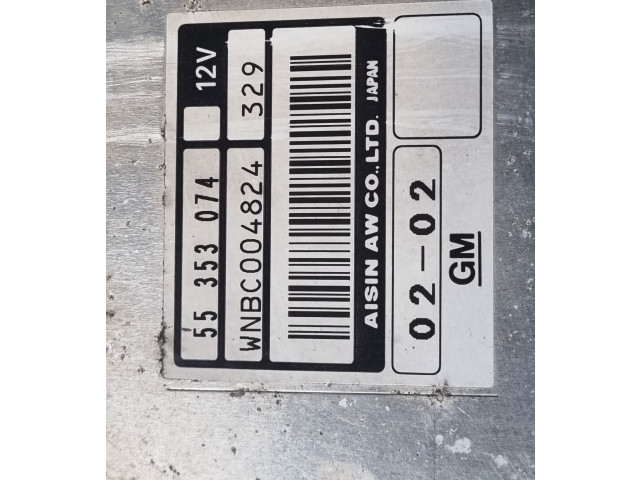 55 353 074 12V
WNBC004824 329
AISIN AW CO.,LTD. JAPAN
02-02
GM